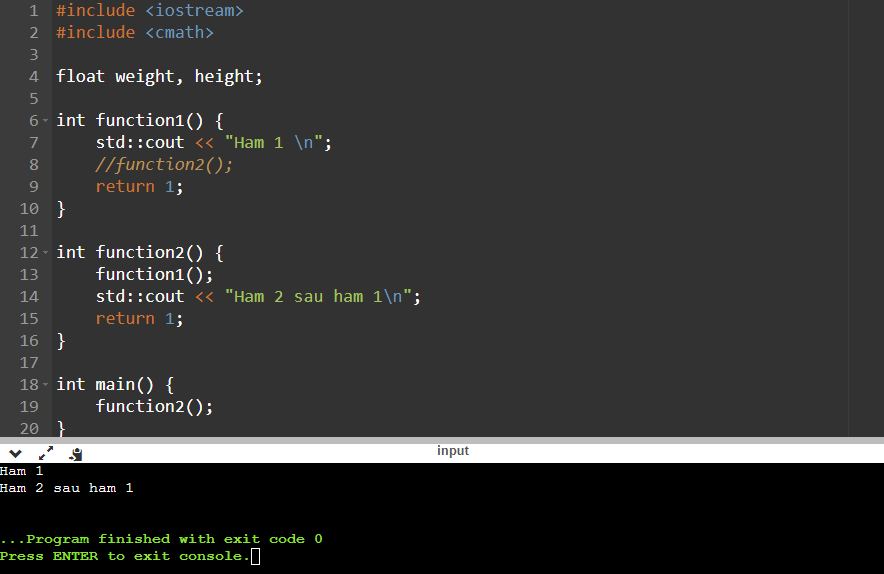 1 #include <iostream>
2 #include <cmath>
3
4 float weight, height;
5
6 int function1() {
7     std::cout << "Ham 1 \n";
8     //function2();
9     return 1;
10 }
11
12 int function2() {
13     function1();
14     std::cout << "Ham 2 sau ham 1\n";
15     return 1;
16 }
17
18 int main() {
19     function2();
20 }
input
Ham 1
Ham 2 sau ham 1
...Program finished with exit code 0
Press ENTER to exit console.